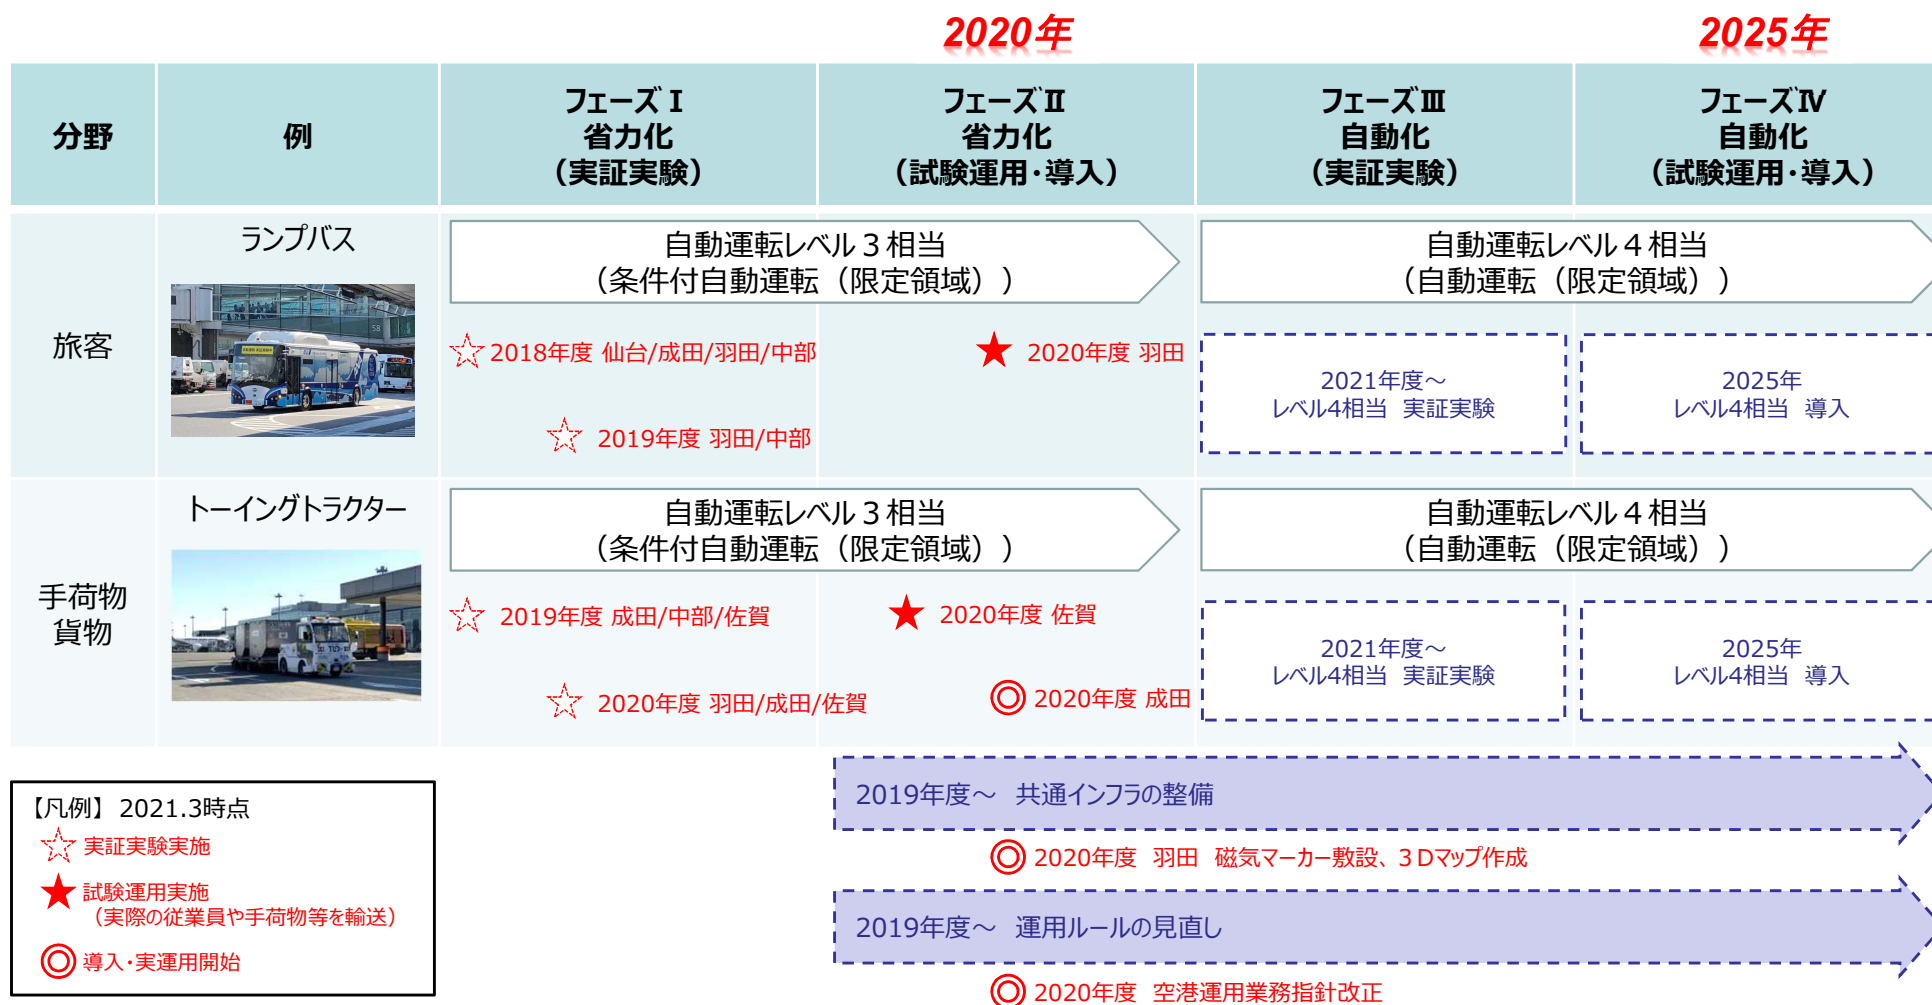 2020年
2025年
分野
例
フェーズⅠ
省力化
（実証実験）
フェーズⅡ
省力化
（試験運用・導入）
フェーズⅢ
自動化
（実証実験）
フェーズⅣ
自動化
（試験運用・導入）
旅客
ランプバス
自動運転レベル３相当
（条件付自動運転（限定領域））
自動運転レベル４相当
（自動運転（限定領域））
☆ 2018年度 仙台/成田/羽田/中部
★ 2020年度 羽田
☆ 2019年度 羽田/中部
2021年度～
レベル4相当 実証実験
2025年
レベル4相当 導入
手荷物
貨物
トーイングトラクター
自動運転レベル３相当
（条件付自動運転（限定領域））
自動運転レベル４相当
（自動運転（限定領域））
☆ 2019年度 成田/中部/佐賀
★ 2020年度 佐賀
☆ 2020年度 羽田/成田/佐賀
◎ 2020年度 成田
2021年度～
レベル4相当 実証実験
2025年
レベル4相当 導入
【凡例】 2021.3時点
☆ 実証実験実施
★ 試験運用実施
（実際の従業員や手荷物等を輸送）
◎ 導入・実運用開始
2019年度～ 共通インフラの整備
◎ 2020年度 羽田 磁気マーカー敷設、３Ｄマップ作成
2019年度～ 運用ルールの見直し
◎ 2020年度 空港運用業務指針改正